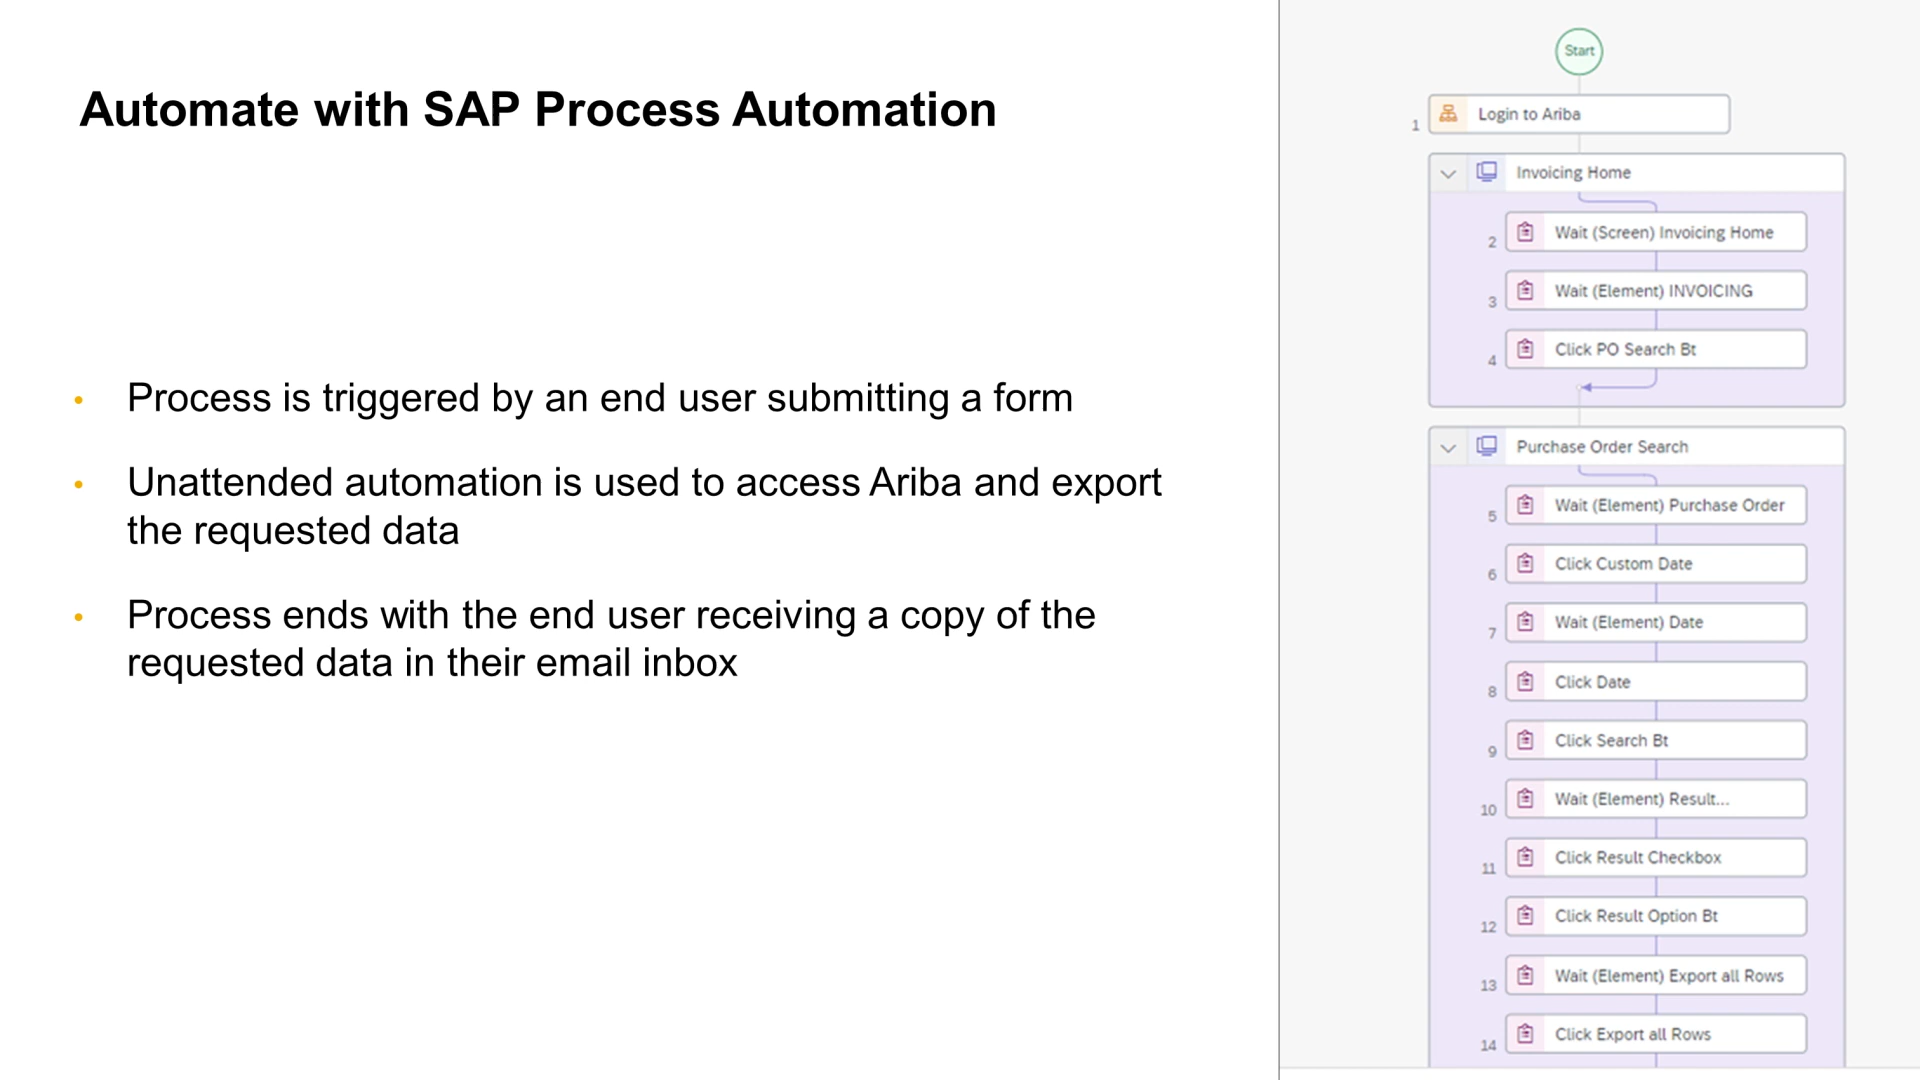 Automate with SAP Process Automation
• Process is triggered by an end user submitting a form
• Unattended automation is used to access Ariba and export
the requested data
• Process ends with the end user receiving a copy of the
requested data in their email inbox
Start
1 Login to Ariba
Invoicing Home
2 Wait (Screen) Invoicing Home
3 Wait (Element) INVOICING
4 Click PO Search Bt
Purchase Order Search
5 Wait (Element) Purchase Order
6 Click Custom Date
7 Wait (Element) Date
8 Click Date
9 Click Search Bt
10 Wait (Element) Result...
11 Click Result Checkbox
12 Click Result Option Bt
13 Wait (Element) Export all Rows
14 Click Export all Rows